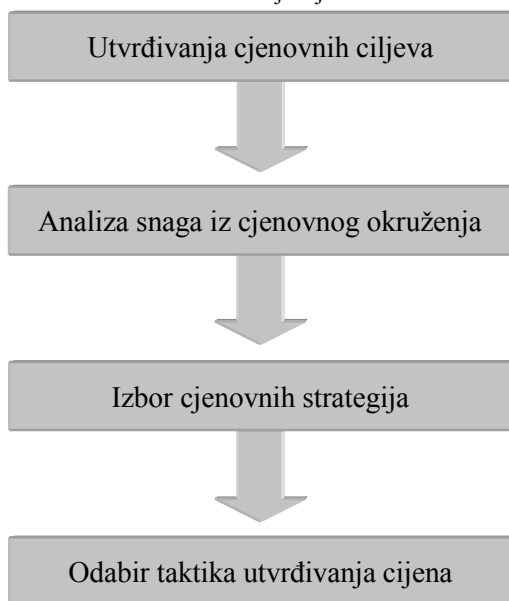 Utvrđivanja cjenovnih ciljeva
Analiza snaga iz cjenovnog okruženja
Izbor cjenovnih strategija
Odabir taktika utvrđivanja cijena